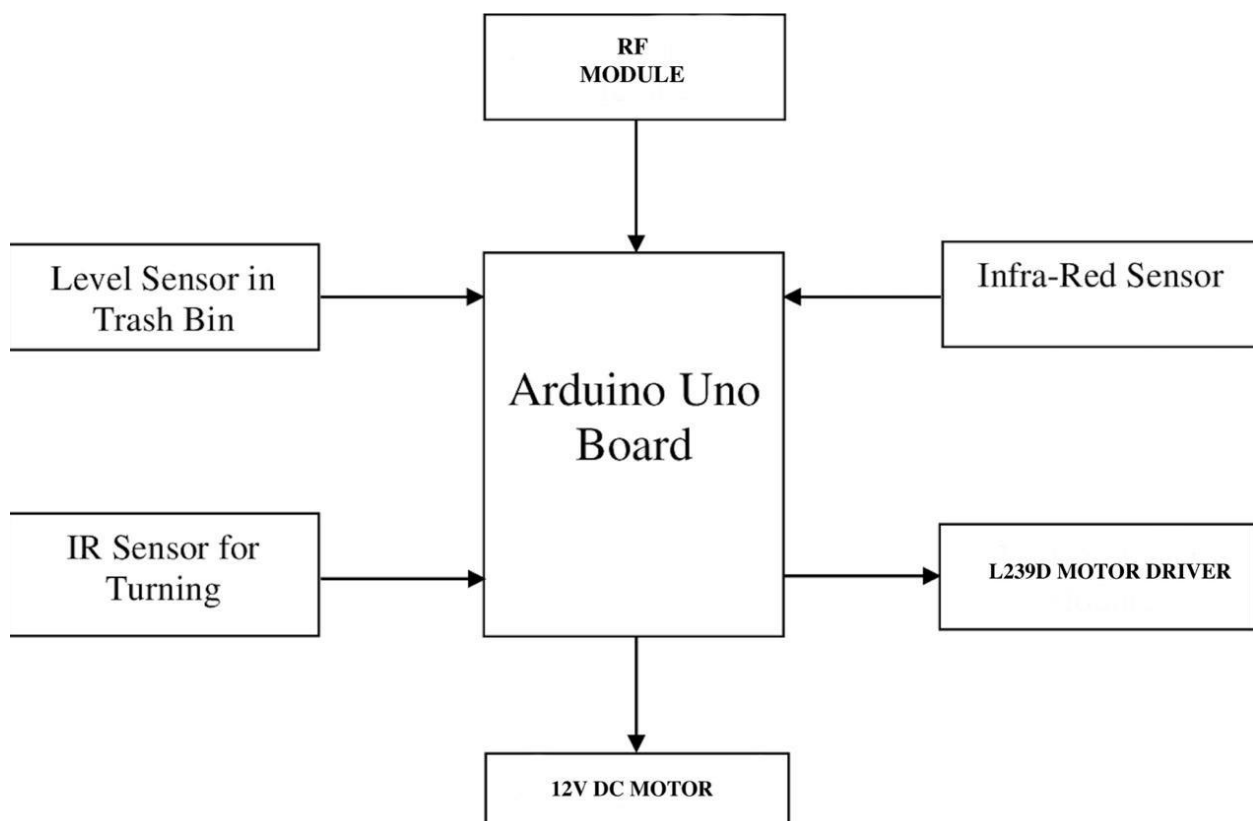 RF
MODULE
Level Sensor in
Trash Bin
Infra-Red Sensor
Arduino Uno
Board
IR Sensor for
Turning
L239D MOTOR DRIVER
12V DC MOTOR